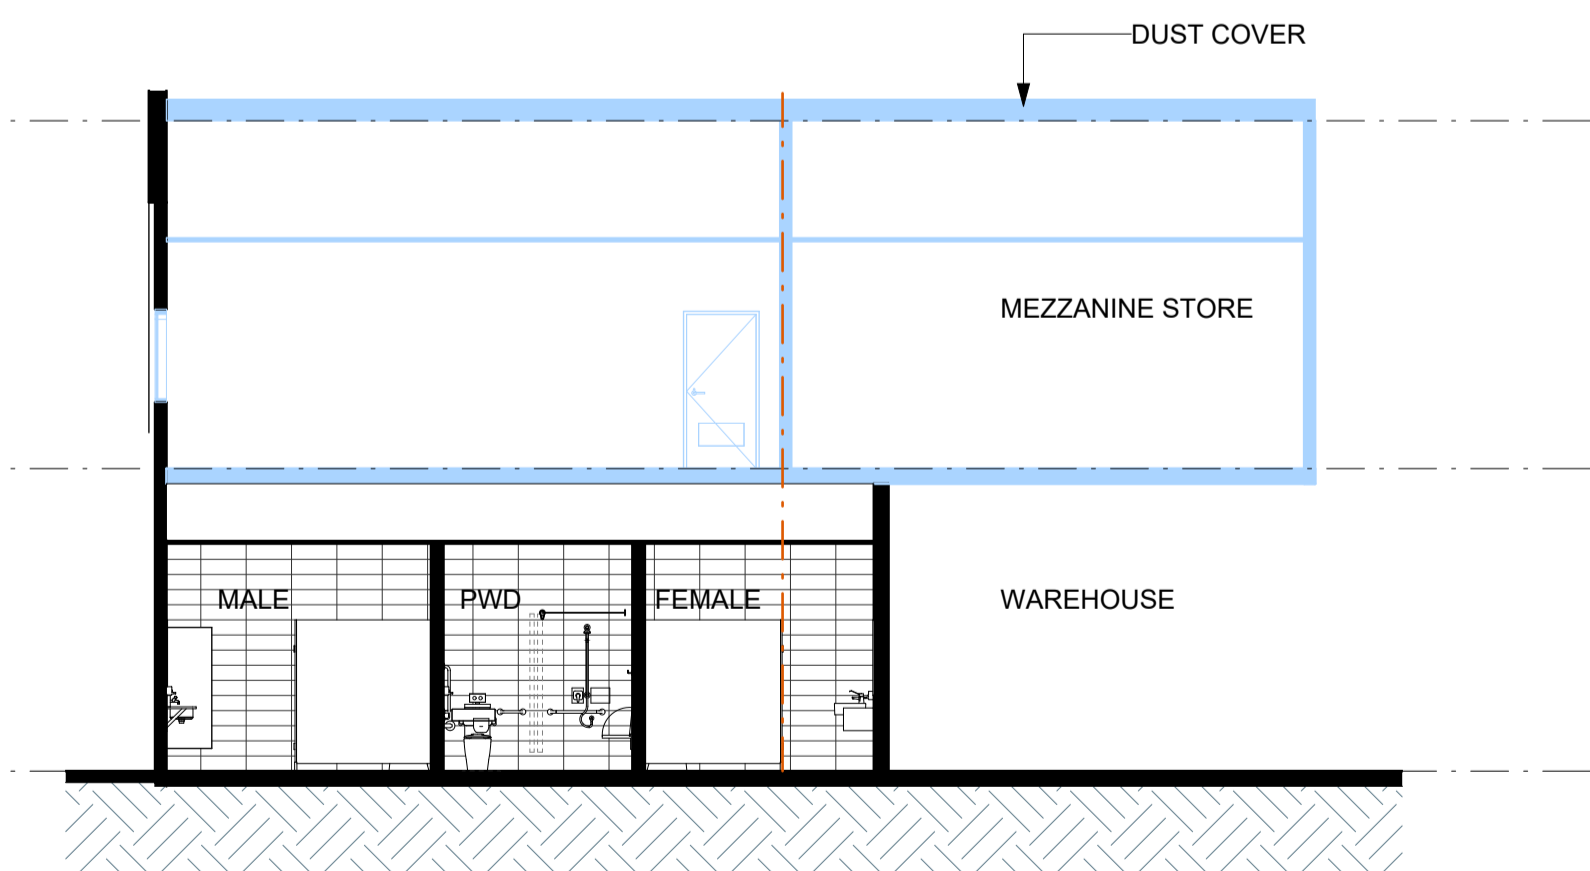 DUST COVER
MEZZANINE STORE
MALE
PWD
FEMALE
WAREHOUSE